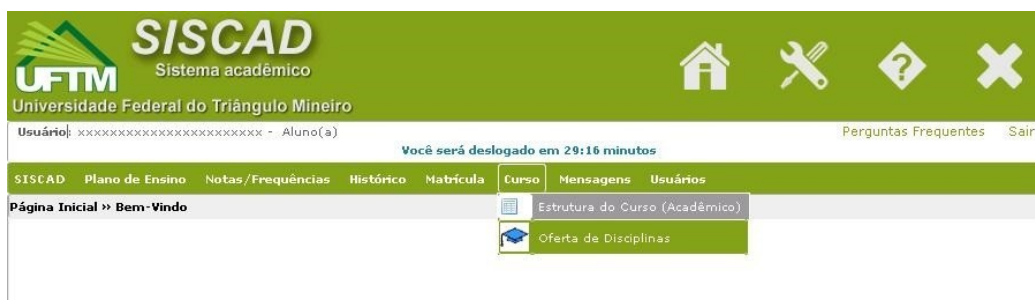 SISCAD
Sistema acadêmico
UFTM
Universidade Federal do Triângulo Mineiro
?
Usuário: xxxxxxxxxxxxxxxxxxxxxxx - Aluno(a)
Perguntas Frequentes Sair
Você será deslogado em 29:16 minutos
SISCAD Plano de Ensino Notas/Frequências Histórico Matrícula Curso Mensagens Usuários
Página Inicial » Bem-Vindo
Estrutura do Curso (Acadêmico)
Oferta de Disciplinas